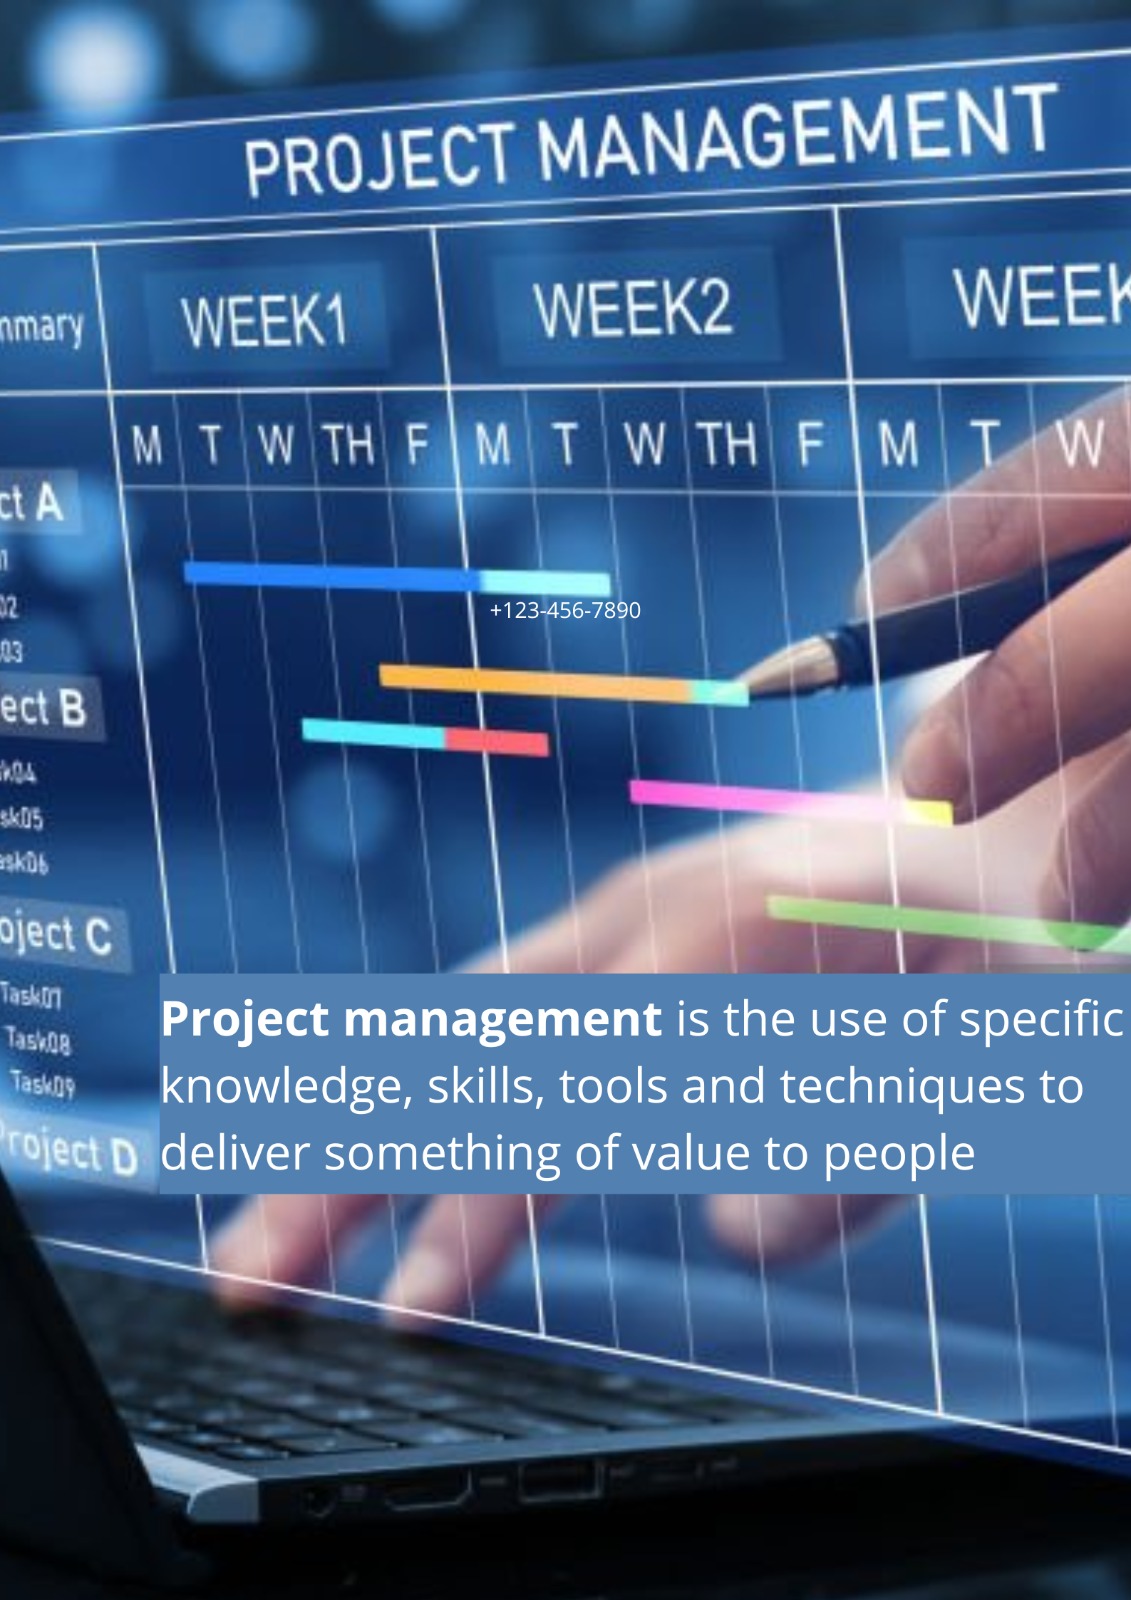 PROJECT MANAGEMENT
WEEK1 WEEK2
M T W TH F M T W TH F M T W
A
+123-456-7890
B
C
Task07
Task08
Task09
Project D
Project management is the use of specific
knowledge, skills, tools and techniques to
deliver something of value to people